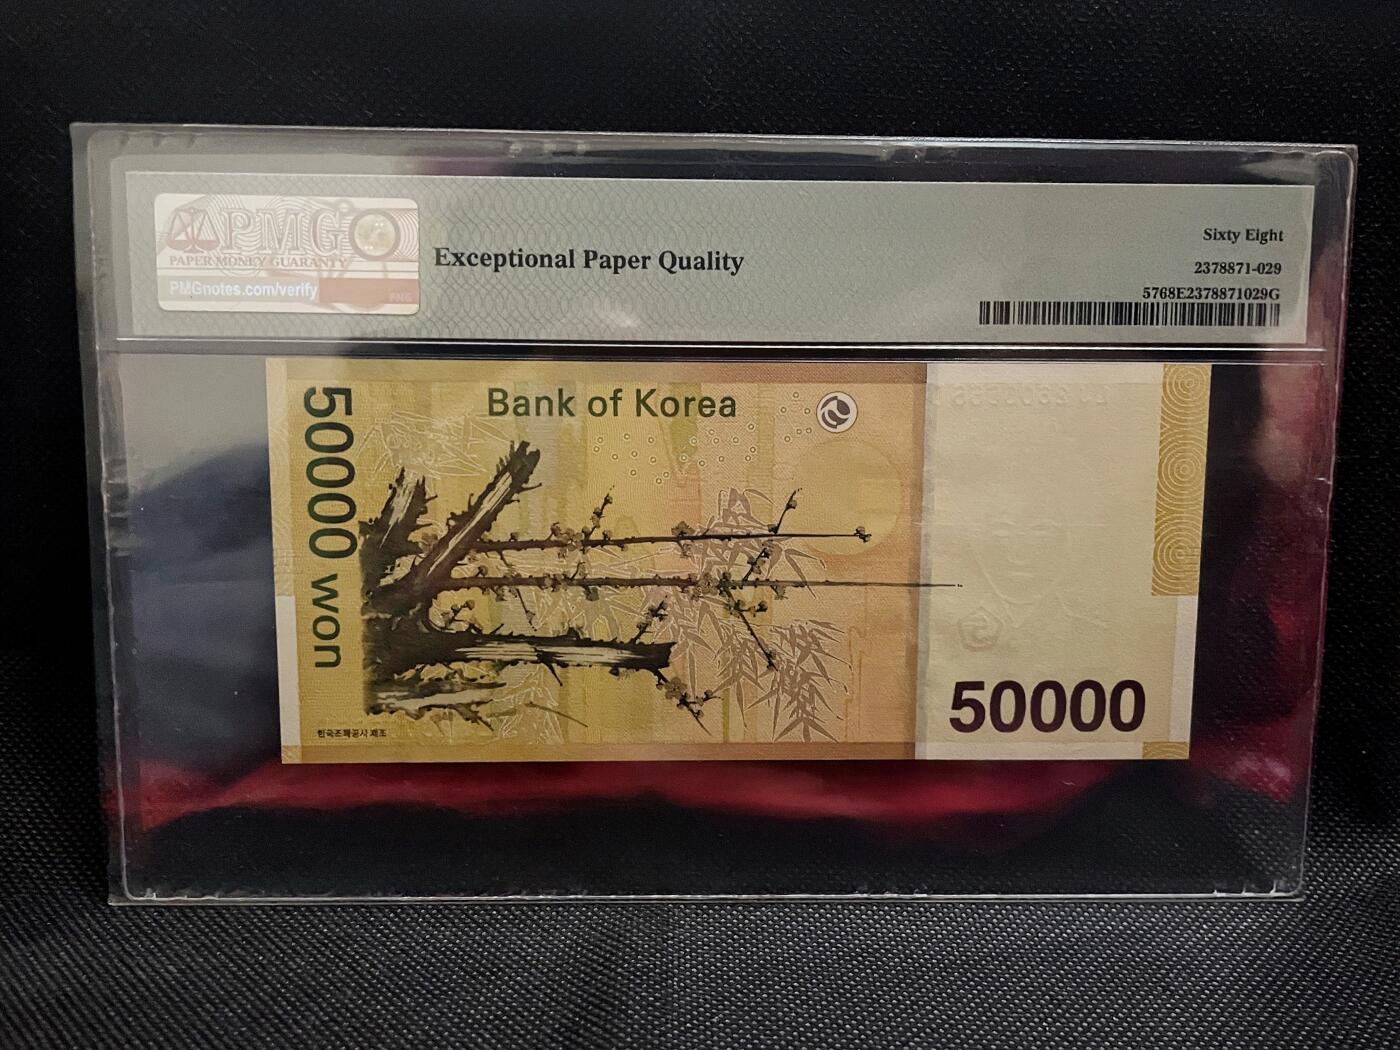 PMG
PAPER MONEY GUARANTY
PMGnotes.com/verify
PMG
Exceptional Paper Quality
Sixty Eight
2378871-029
5768E2378871029G
Bank of Korea
50000 won
50000
한국조폐공사 제조